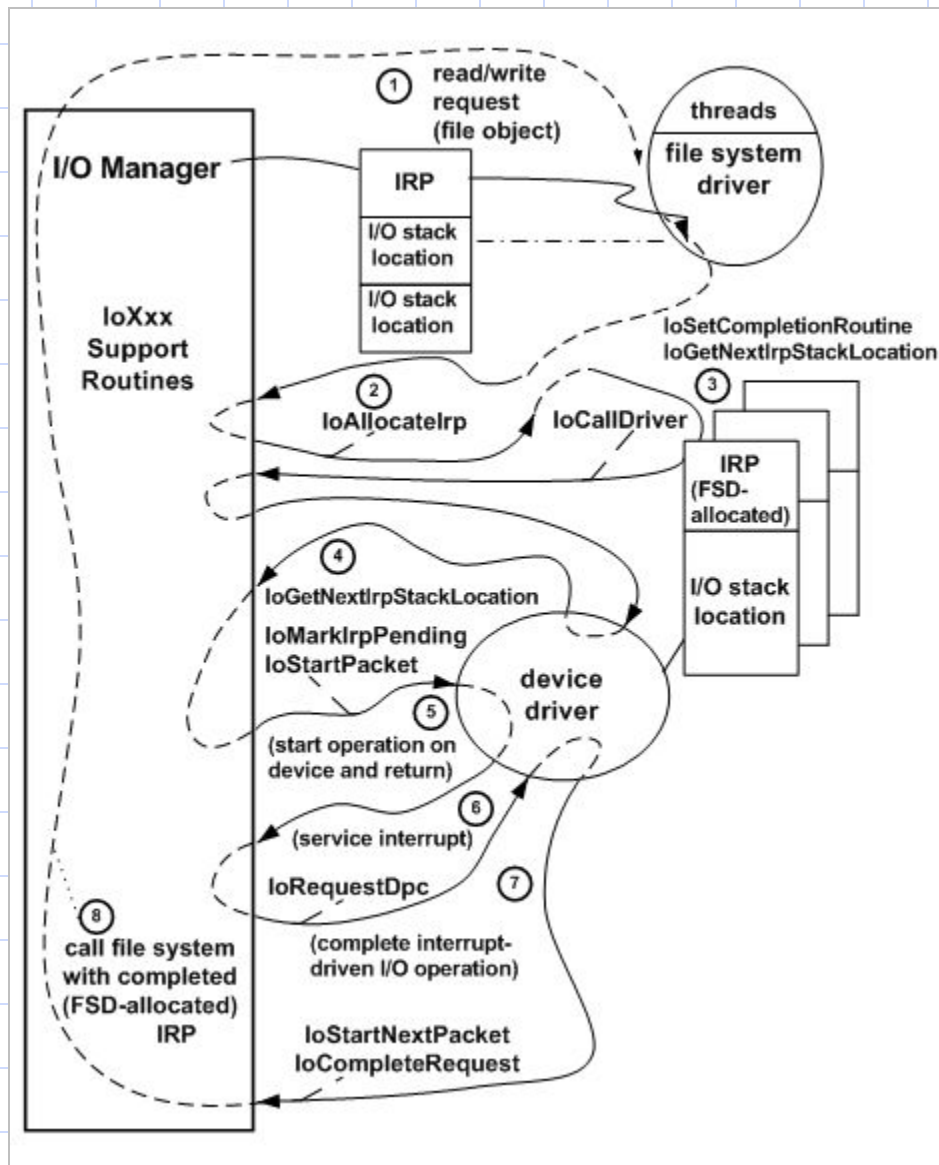 1
read/write
request
(file object)
threads
file system
driver
I/O Manager
IRP
I/O stack
location
I/O stack
location
IoXxx
Support
Routines
IoSetCompletionRoutine
IoGetNextIrpStackLocation
2
IoAllocateIrp
IoCallDriver
3
IRP
(FSD-
allocated)
I/O stack
location
4
IoGetNextIrpStackLocation
IoMarkIrpPending
IoStartPacket
device
driver
5
(start operation on
device and return)
6
(service interrupt)
IoRequestDpc
7
(complete interrupt-
driven I/O operation)
8
call file system
with completed
(FSD-allocated)
IRP
IoStartNextPacket
IoCompleteRequest